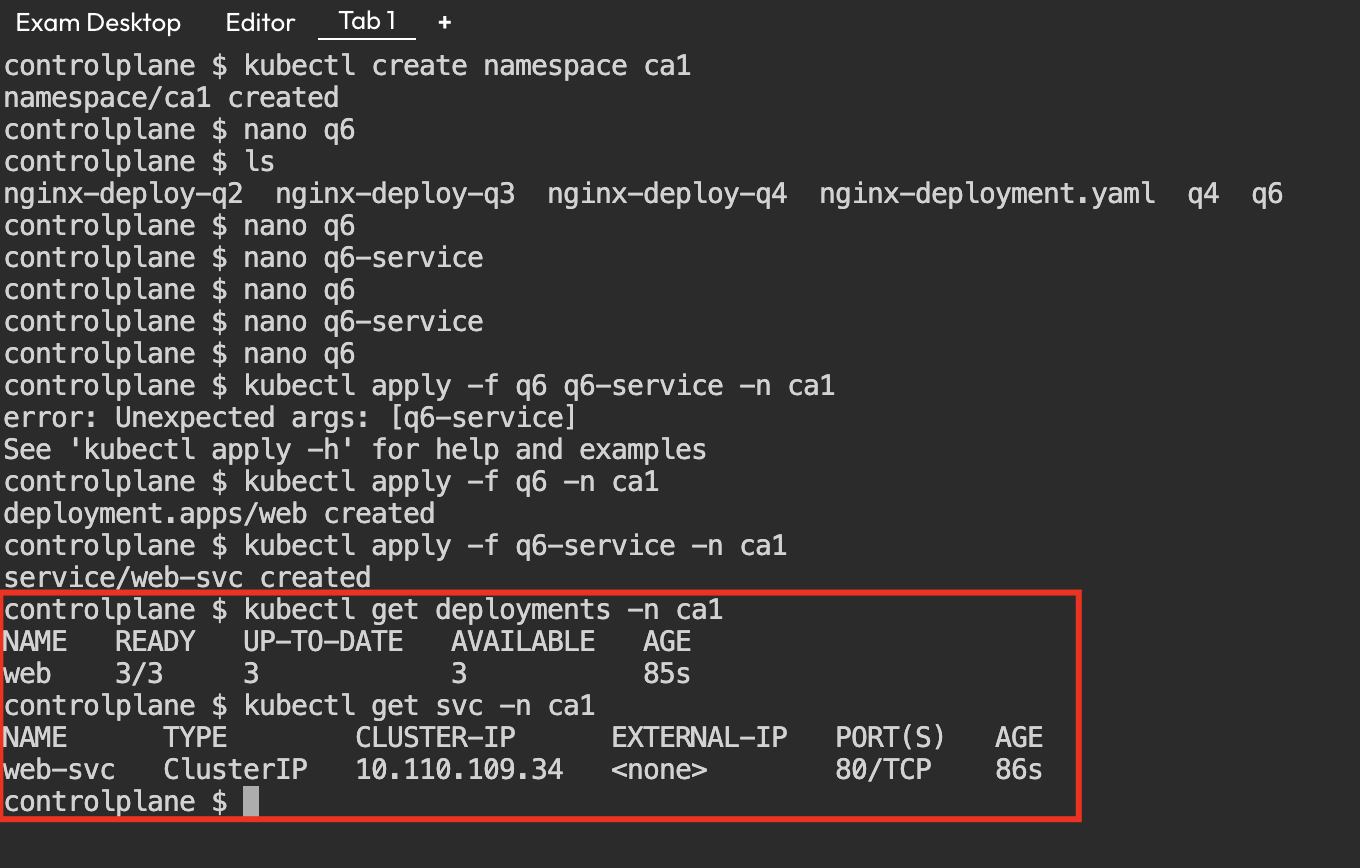 Exam Desktop Editor Tab 1 +
controlplane $ kubectl create namespace ca1
namespace/ca1 created
controlplane $ nano q6
controlplane $ ls
nginx-deploy-q2  nginx-deploy-q3  nginx-deploy-q4  nginx-deployment.yaml  q4  q6
controlplane $ nano q6
controlplane $ nano q6-service
controlplane $ nano q6
controlplane $ nano q6-service
controlplane $ nano q6
controlplane $ kubectl apply -f q6 q6-service -n ca1
error: Unexpected args: [q6-service]
See 'kubectl apply -h' for help and examples
controlplane $ kubectl apply -f q6 -n ca1
deployment.apps/web created
controlplane $ kubectl apply -f q6-service -n ca1
service/web-svc created
controlplane $ kubectl get deployments -n ca1
NAME   READY   UP-TO-DATE   AVAILABLE   AGE
web    3/3     3            3           85s
controlplane $ kubectl get svc -n ca1
NAME      TYPE        CLUSTER-IP      EXTERNAL-IP   PORT(S)   AGE
web-svc   ClusterIP   10.110.109.34   <none>        80/TCP    86s
controlplane $